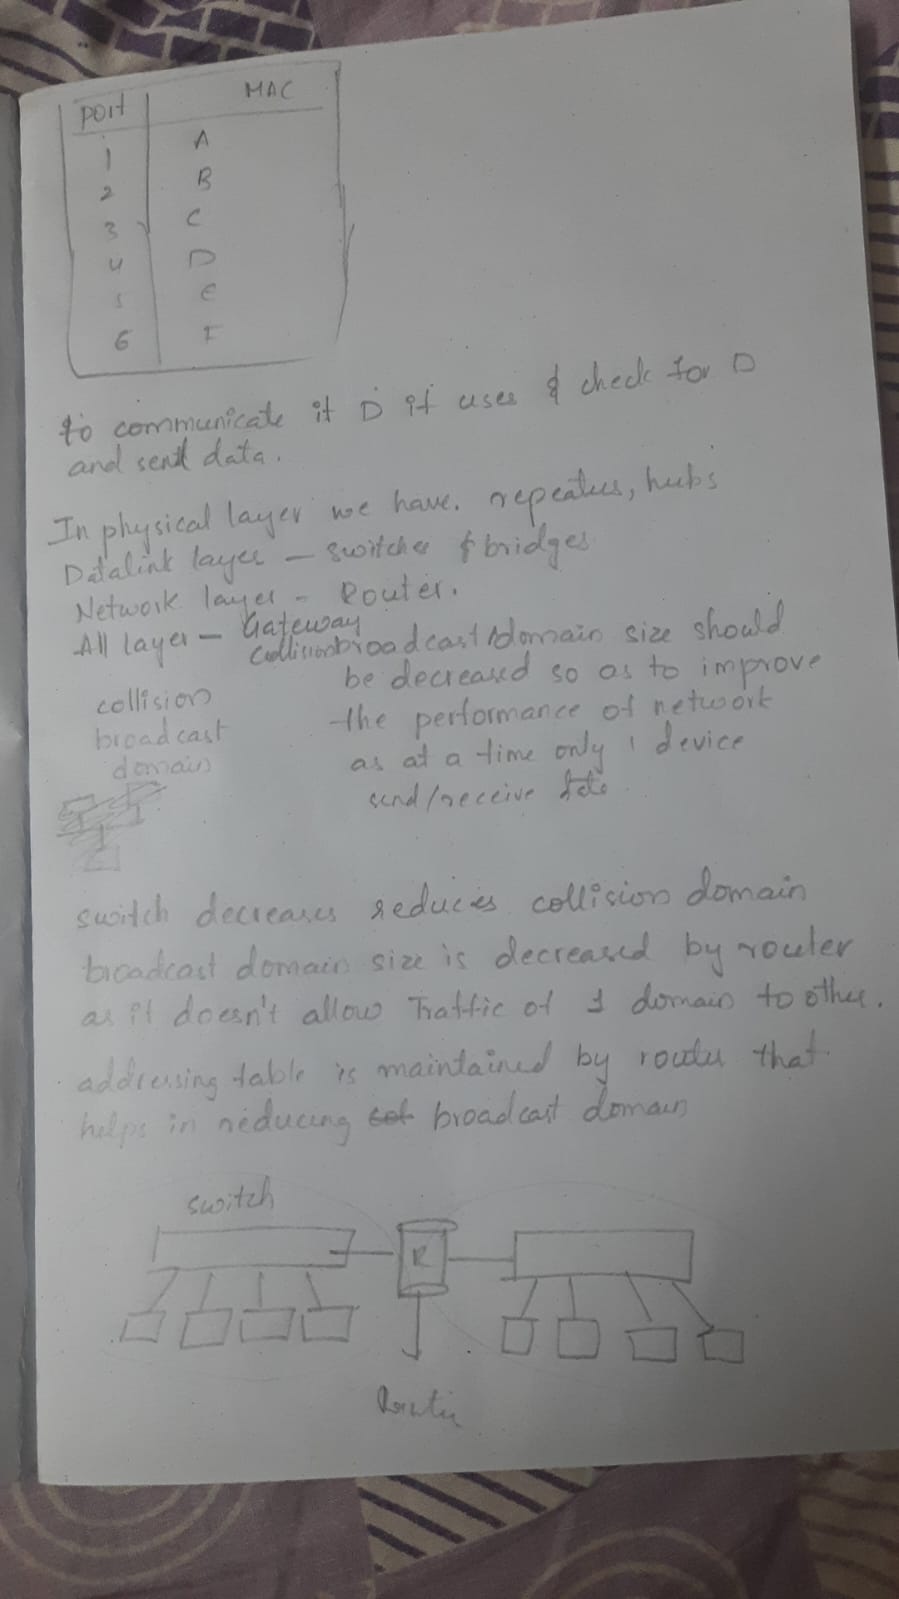 Port MAC
1 A
2 B
3 C
4 D
5 E
6 F
to communicate it D it uses & check for D
and sent data.
In physical layer we have. repeaters, hubs
Datalink layer - switches & bridges
Network layer - Router.
All layer - Gateway
collision
broadcast
domain
collision broadcast domain size should
be decreased so as to improve
the performance of network
as at a time only 1 device
send/receive
switch decreases reduces collision domain
broadcast domain size is decreased by router
as it doesn't allow Traffic of 1 domain to other.
addressing table is maintained by router that
helps in reducing broadcast domain
switch
R
Router